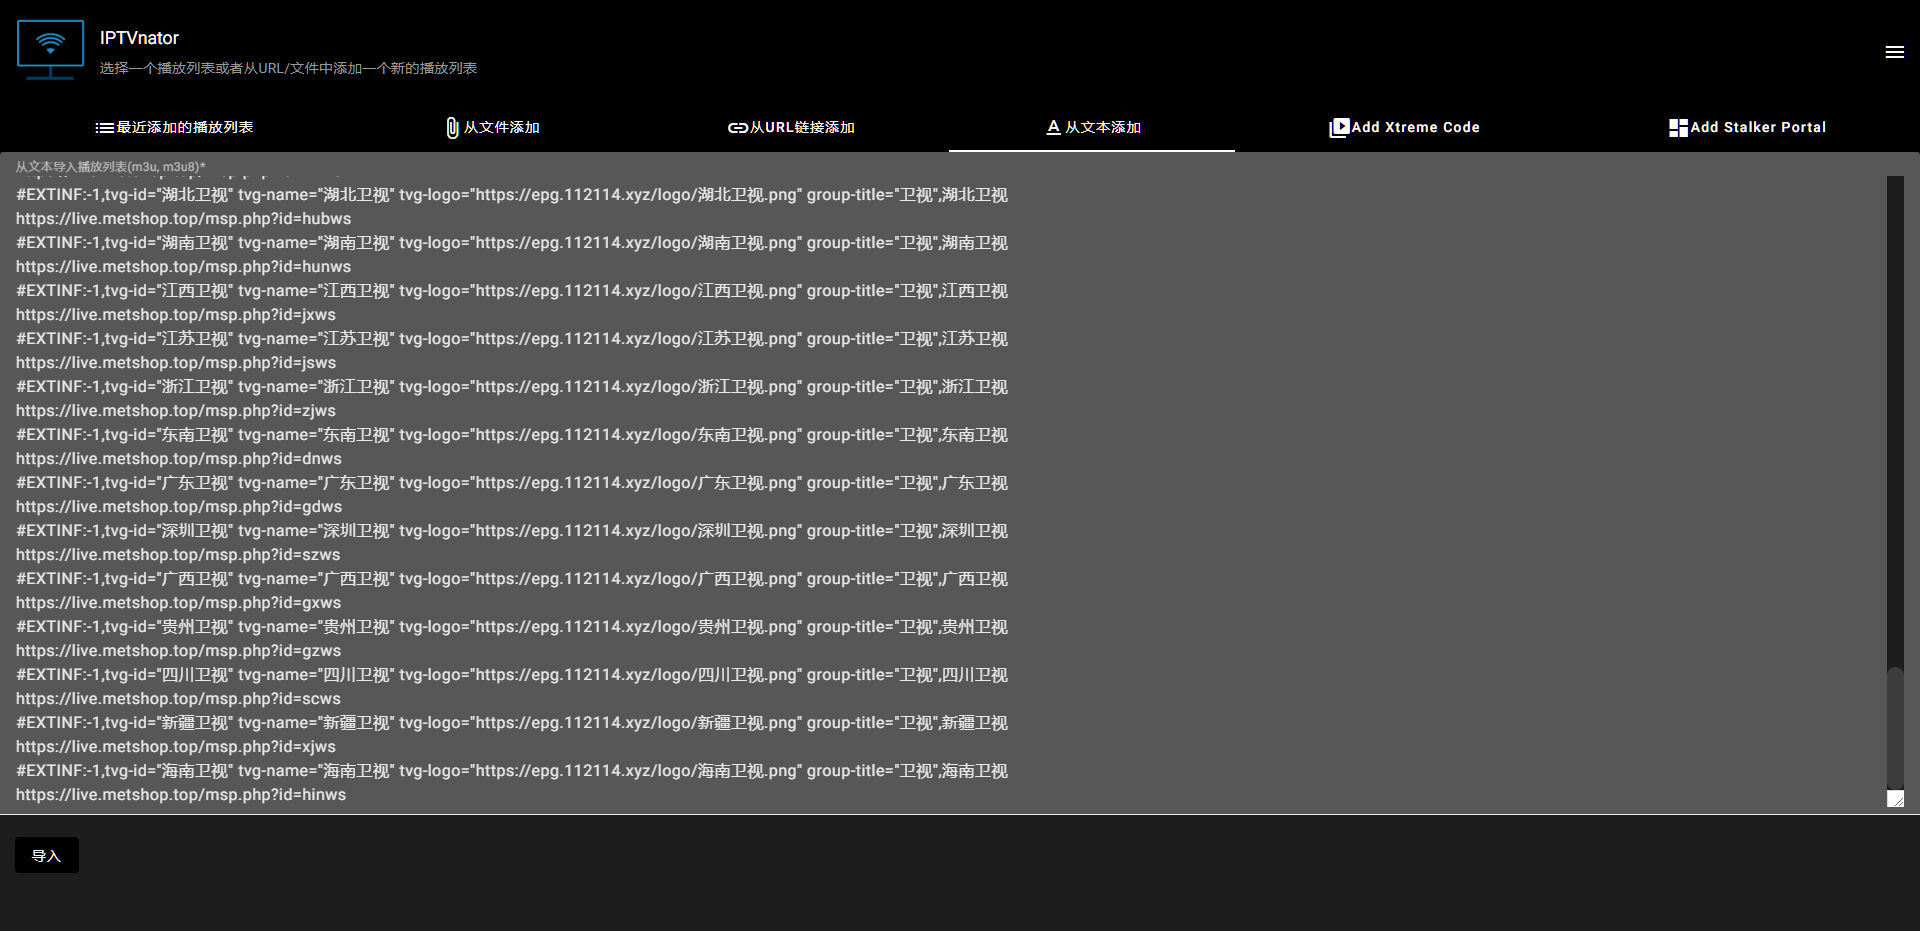 IPTVnator
选择一个播放列表或者从URL/文件中添加一个新的播放列表
最近添加的播放列表
从文件添加
从URL链接添加
从文本添加
Add Xtreme Code
Add Stalker Portal
从文本导入播放列表(m3u, m3u8)*
#EXTINF:-1,tvg-id="湖北卫视" tvg-name="湖北卫视" tvg-logo="https://epg.112114.xyz/logo/湖北卫视.png" group-title="卫视",湖北卫视
https://live.metshop.top/msp.php?id=hubws
#EXTINF:-1,tvg-id="湖南卫视" tvg-name="湖南卫视" tvg-logo="https://epg.112114.xyz/logo/湖南卫视.png" group-title="卫视",湖南卫视
https://live.metshop.top/msp.php?id=hunws
#EXTINF:-1,tvg-id="江西卫视" tvg-name="江西卫视" tvg-logo="https://epg.112114.xyz/logo/江西卫视.png" group-title="卫视",江西卫视
https://live.metshop.top/msp.php?id=jxws
#EXTINF:-1,tvg-id="江苏卫视" tvg-name="江苏卫视" tvg-logo="https://epg.112114.xyz/logo/江苏卫视.png" group-title="卫视",江苏卫视
https://live.metshop.top/msp.php?id=jsws
#EXTINF:-1,tvg-id="浙江卫视" tvg-name="浙江卫视" tvg-logo="https://epg.112114.xyz/logo/浙江卫视.png" group-title="卫视",浙江卫视
https://live.metshop.top/msp.php?id=zjws
#EXTINF:-1,tvg-id="东南卫视" tvg-name="东南卫视" tvg-logo="https://epg.112114.xyz/logo/东南卫视.png" group-title="卫视",东南卫视
https://live.metshop.top/msp.php?id=dnws
#EXTINF:-1,tvg-id="广东卫视" tvg-name="广东卫视" tvg-logo="https://epg.112114.xyz/logo/广东卫视.png" group-title="卫视",广东卫视
https://live.metshop.top/msp.php?id=gdws
#EXTINF:-1,tvg-id="深圳卫视" tvg-name="深圳卫视" tvg-logo="https://epg.112114.xyz/logo/深圳卫视.png" group-title="卫视",深圳卫视
https://live.metshop.top/msp.php?id=szws
#EXTINF:-1,tvg-id="广西卫视" tvg-name="广西卫视" tvg-logo="https://epg.112114.xyz/logo/广西卫视.png" group-title="卫视",广西卫视
https://live.metshop.top/msp.php?id=gxws
#EXTINF:-1,tvg-id="贵州卫视" tvg-name="贵州卫视" tvg-logo="https://epg.112114.xyz/logo/贵州卫视.png" group-title="卫视",贵州卫视
https://live.metshop.top/msp.php?id=gzws
#EXTINF:-1,tvg-id="四川卫视" tvg-name="四川卫视" tvg-logo="https://epg.112114.xyz/logo/四川卫视.png" group-title="卫视",四川卫视
https://live.metshop.top/msp.php?id=scws
#EXTINF:-1,tvg-id="新疆卫视" tvg-name="新疆卫视" tvg-logo="https://epg.112114.xyz/logo/新疆卫视.png" group-title="卫视",新疆卫视
https://live.metshop.top/msp.php?id=xjws
#EXTINF:-1,tvg-id="海南卫视" tvg-name="海南卫视" tvg-logo="https://epg.112114.xyz/logo/海南卫视.png" group-title="卫视",海南卫视
https://live.metshop.top/msp.php?id=hinws
导入